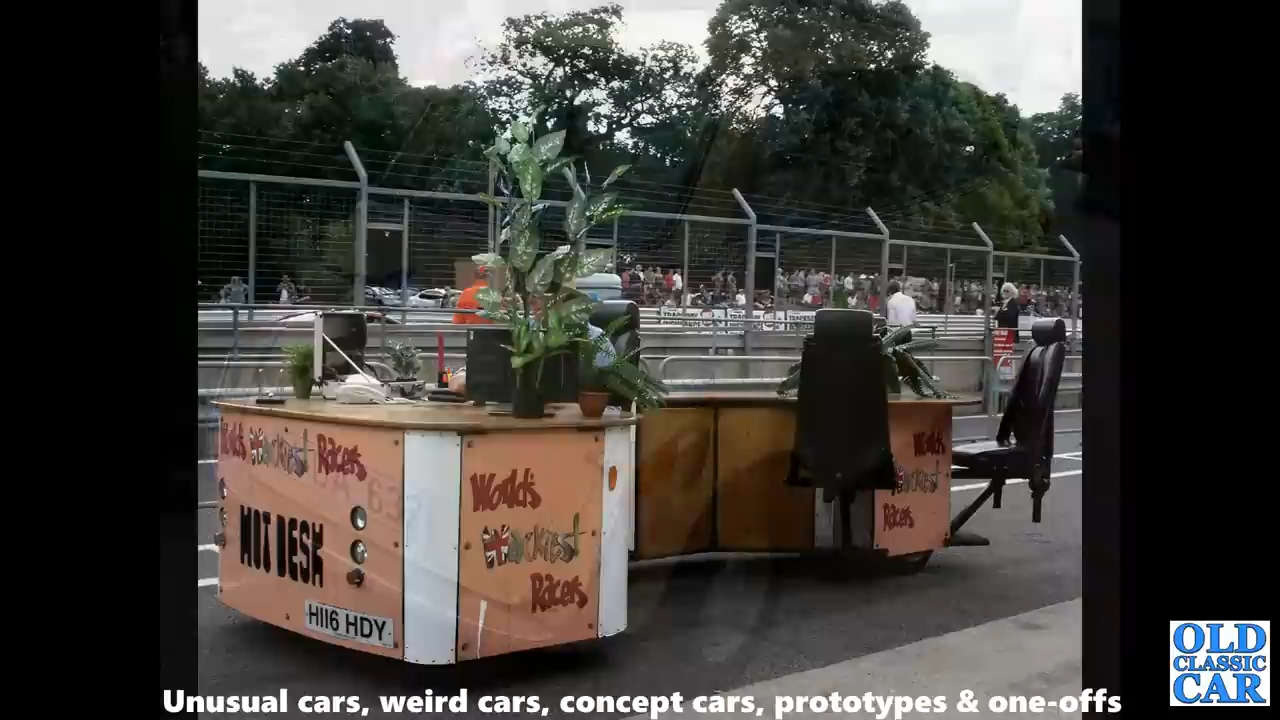 World's Wackiest Racers
HOT DESK
H116 HDY
World's
Wackiest
Racers
World's
Wackiest
Racers
OLD
CLASSIC
CAR
Unusual cars, weird cars, concept cars, prototypes & one-offs